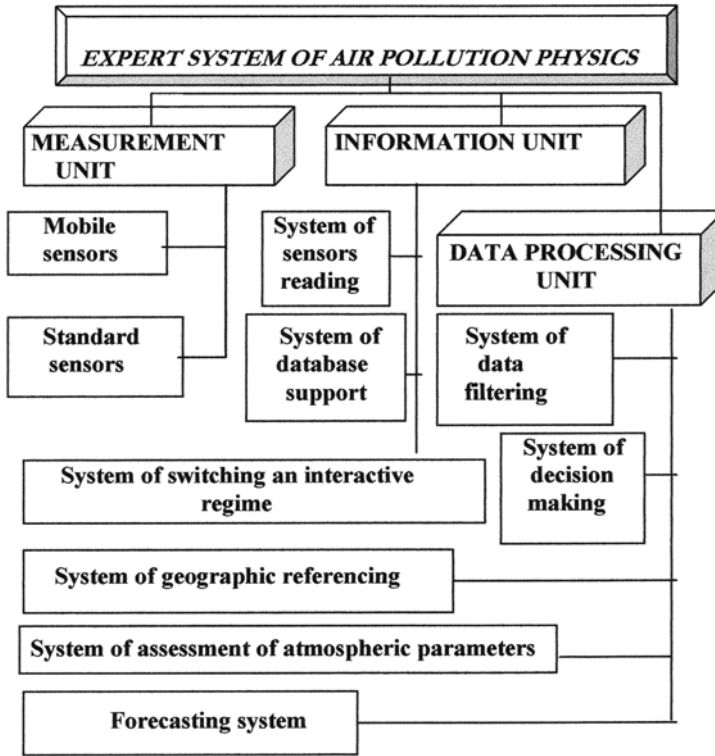 EXPERT SYSTEM OF AIR POLLUTION PHYSICS
MEASUREMENT
UNIT
INFORMATION UNIT
Mobile
sensors
System of
sensors
reading
DATA PROCESSING
UNIT
Standard
sensors
System of
database
support
System of
data
filtering
System of switching an interactive
regime
System of
decision
making
System of geographic referencing
System of assessment of atmospheric parameters
Forecasting system